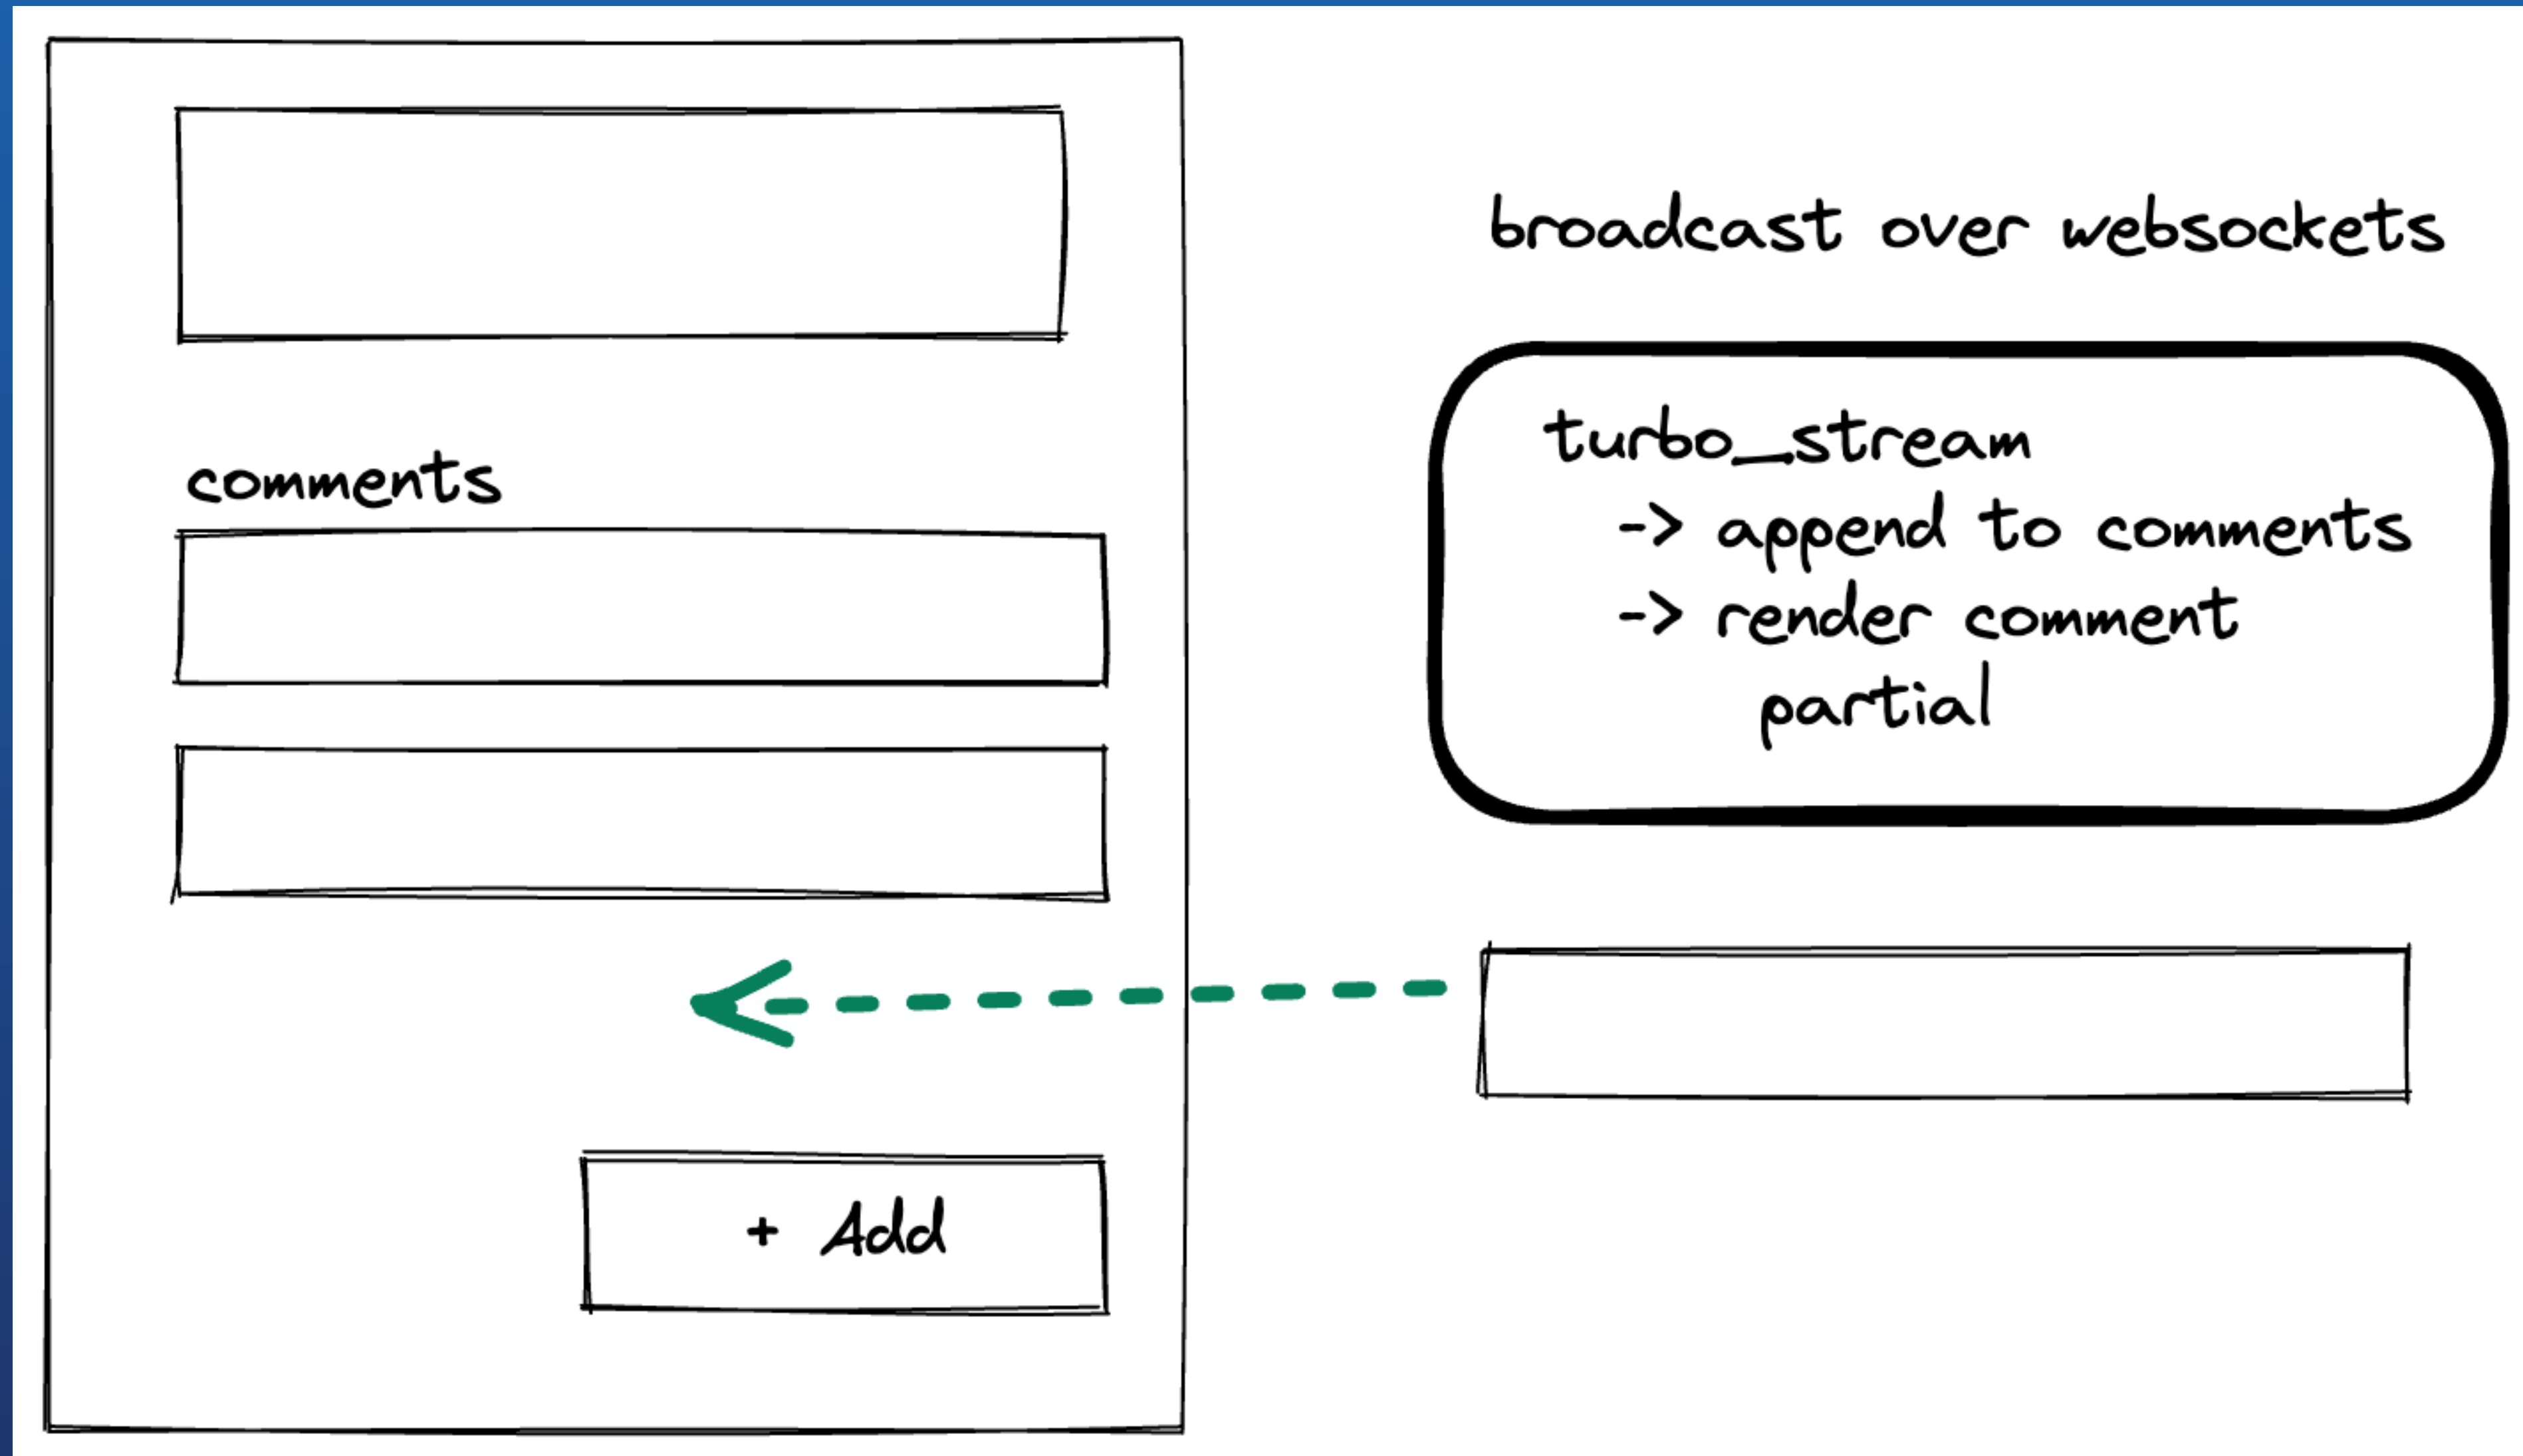 comments
+ Add
broadcast over websockets
turbo_stream
-> append to comments
-> render comment
partial